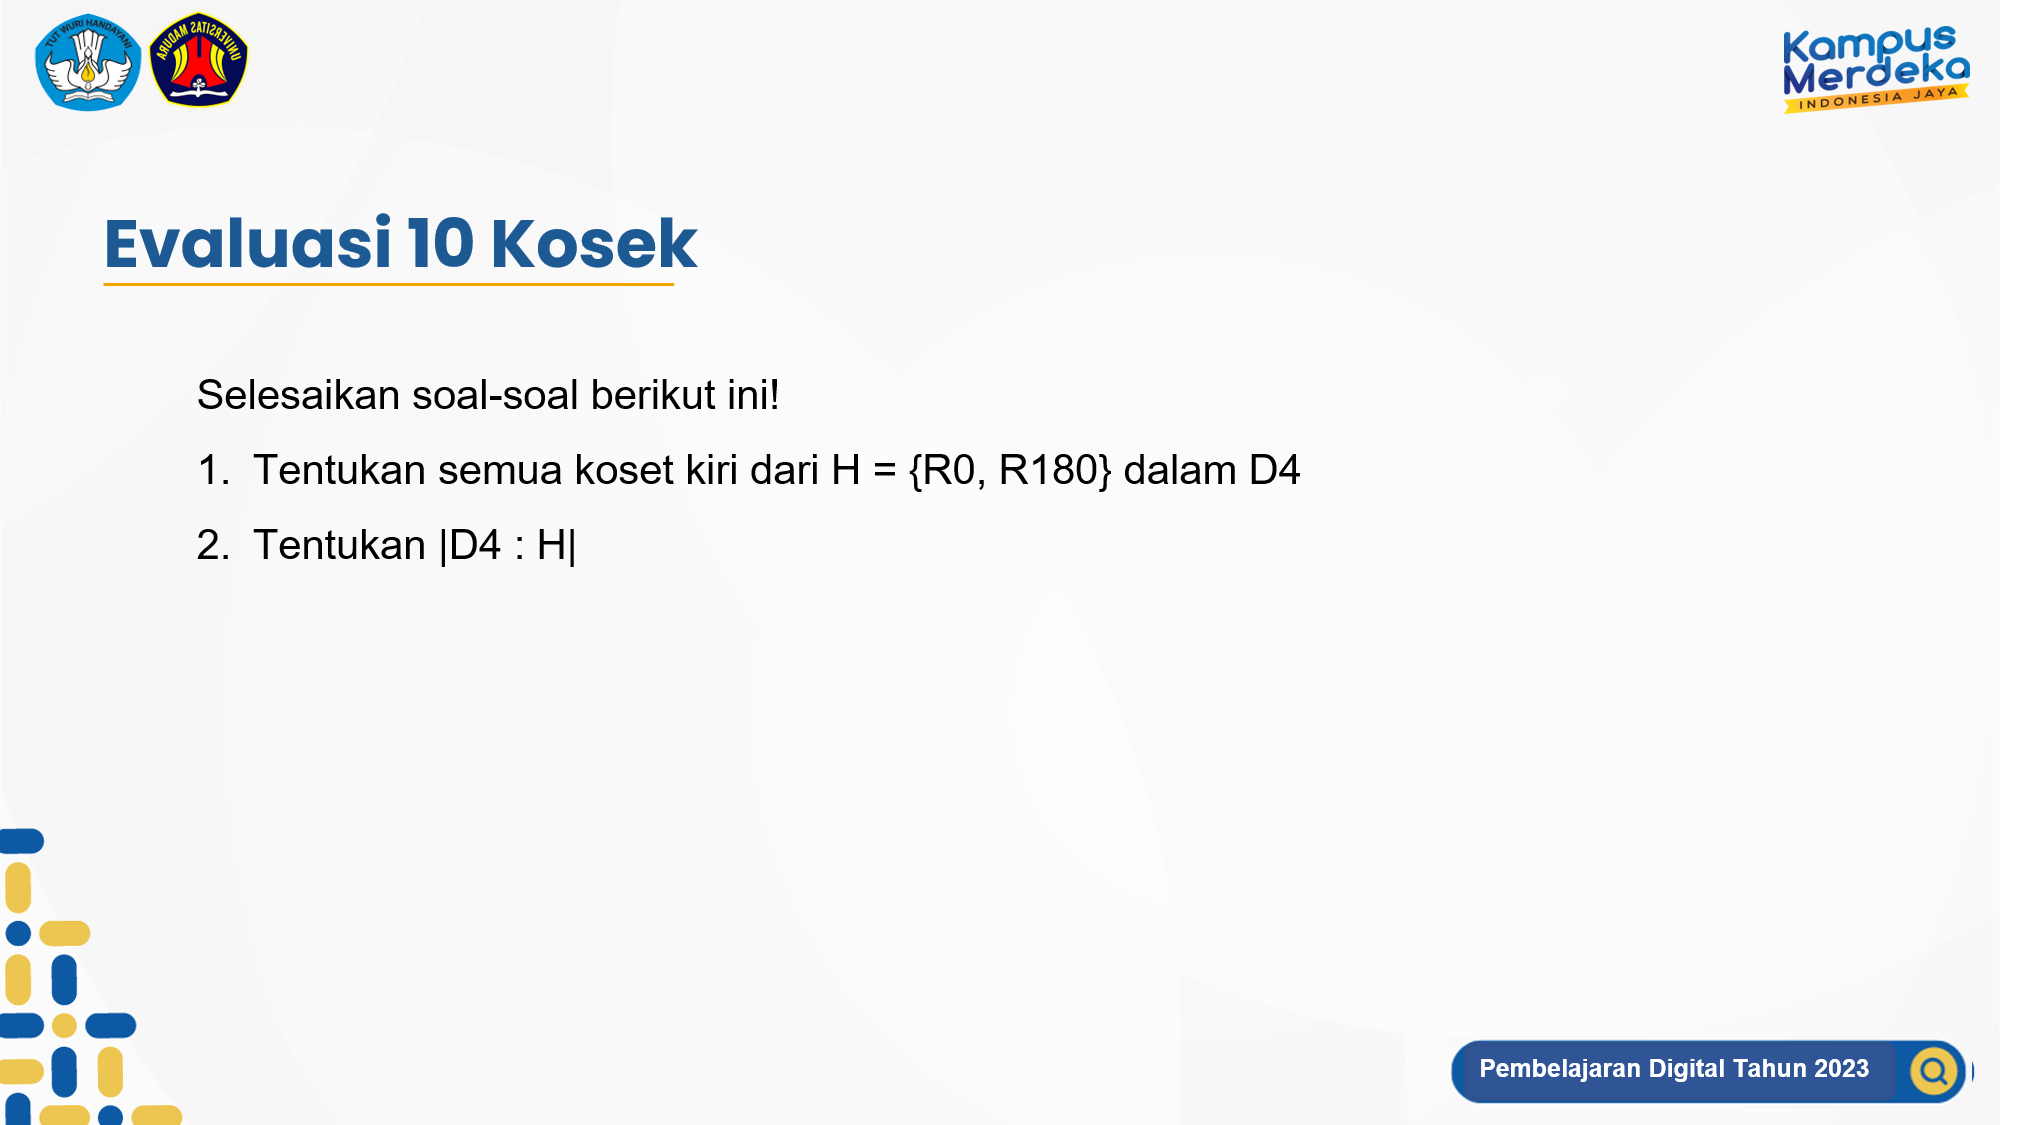 TUT WURI HANDAYANI
UNIVERSITAS MADURA
Kampus
Merdeka
INDONESIA JAYA
Evaluasi 10 Kosek
Selesaikan soal-soal berikut ini!
1. Tentukan semua koset kiri dari H = {R0, R180} dalam D4
2. Tentukan |D4 : H|
Pembelajaran Digital Tahun 2023